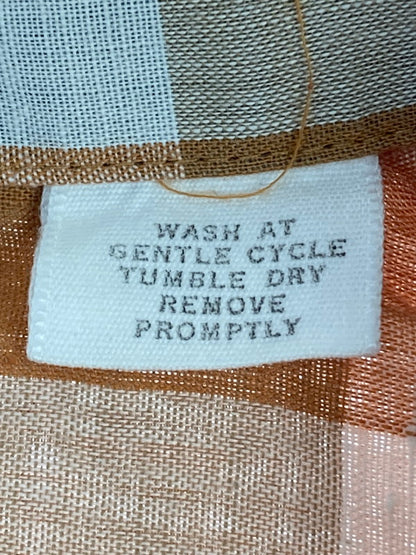 WASH AT
GENTLE CYCLE
TUMBLE DRY
REMOVE
PROMPTLY